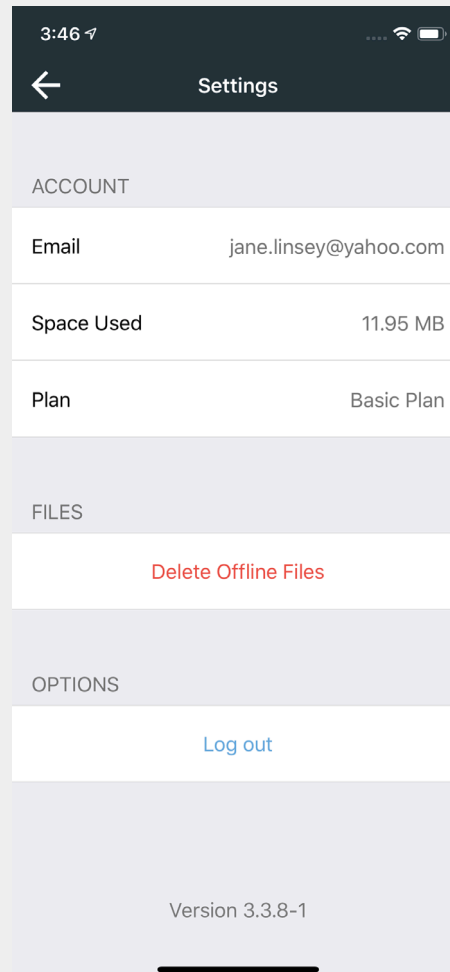 3:46
Settings
ACCOUNT
Email jane.linsey@yahoo.com
Space Used 11.95 MB
Plan Basic Plan
FILES
Delete Offline Files
OPTIONS
Log out
Version 3.3.8-1